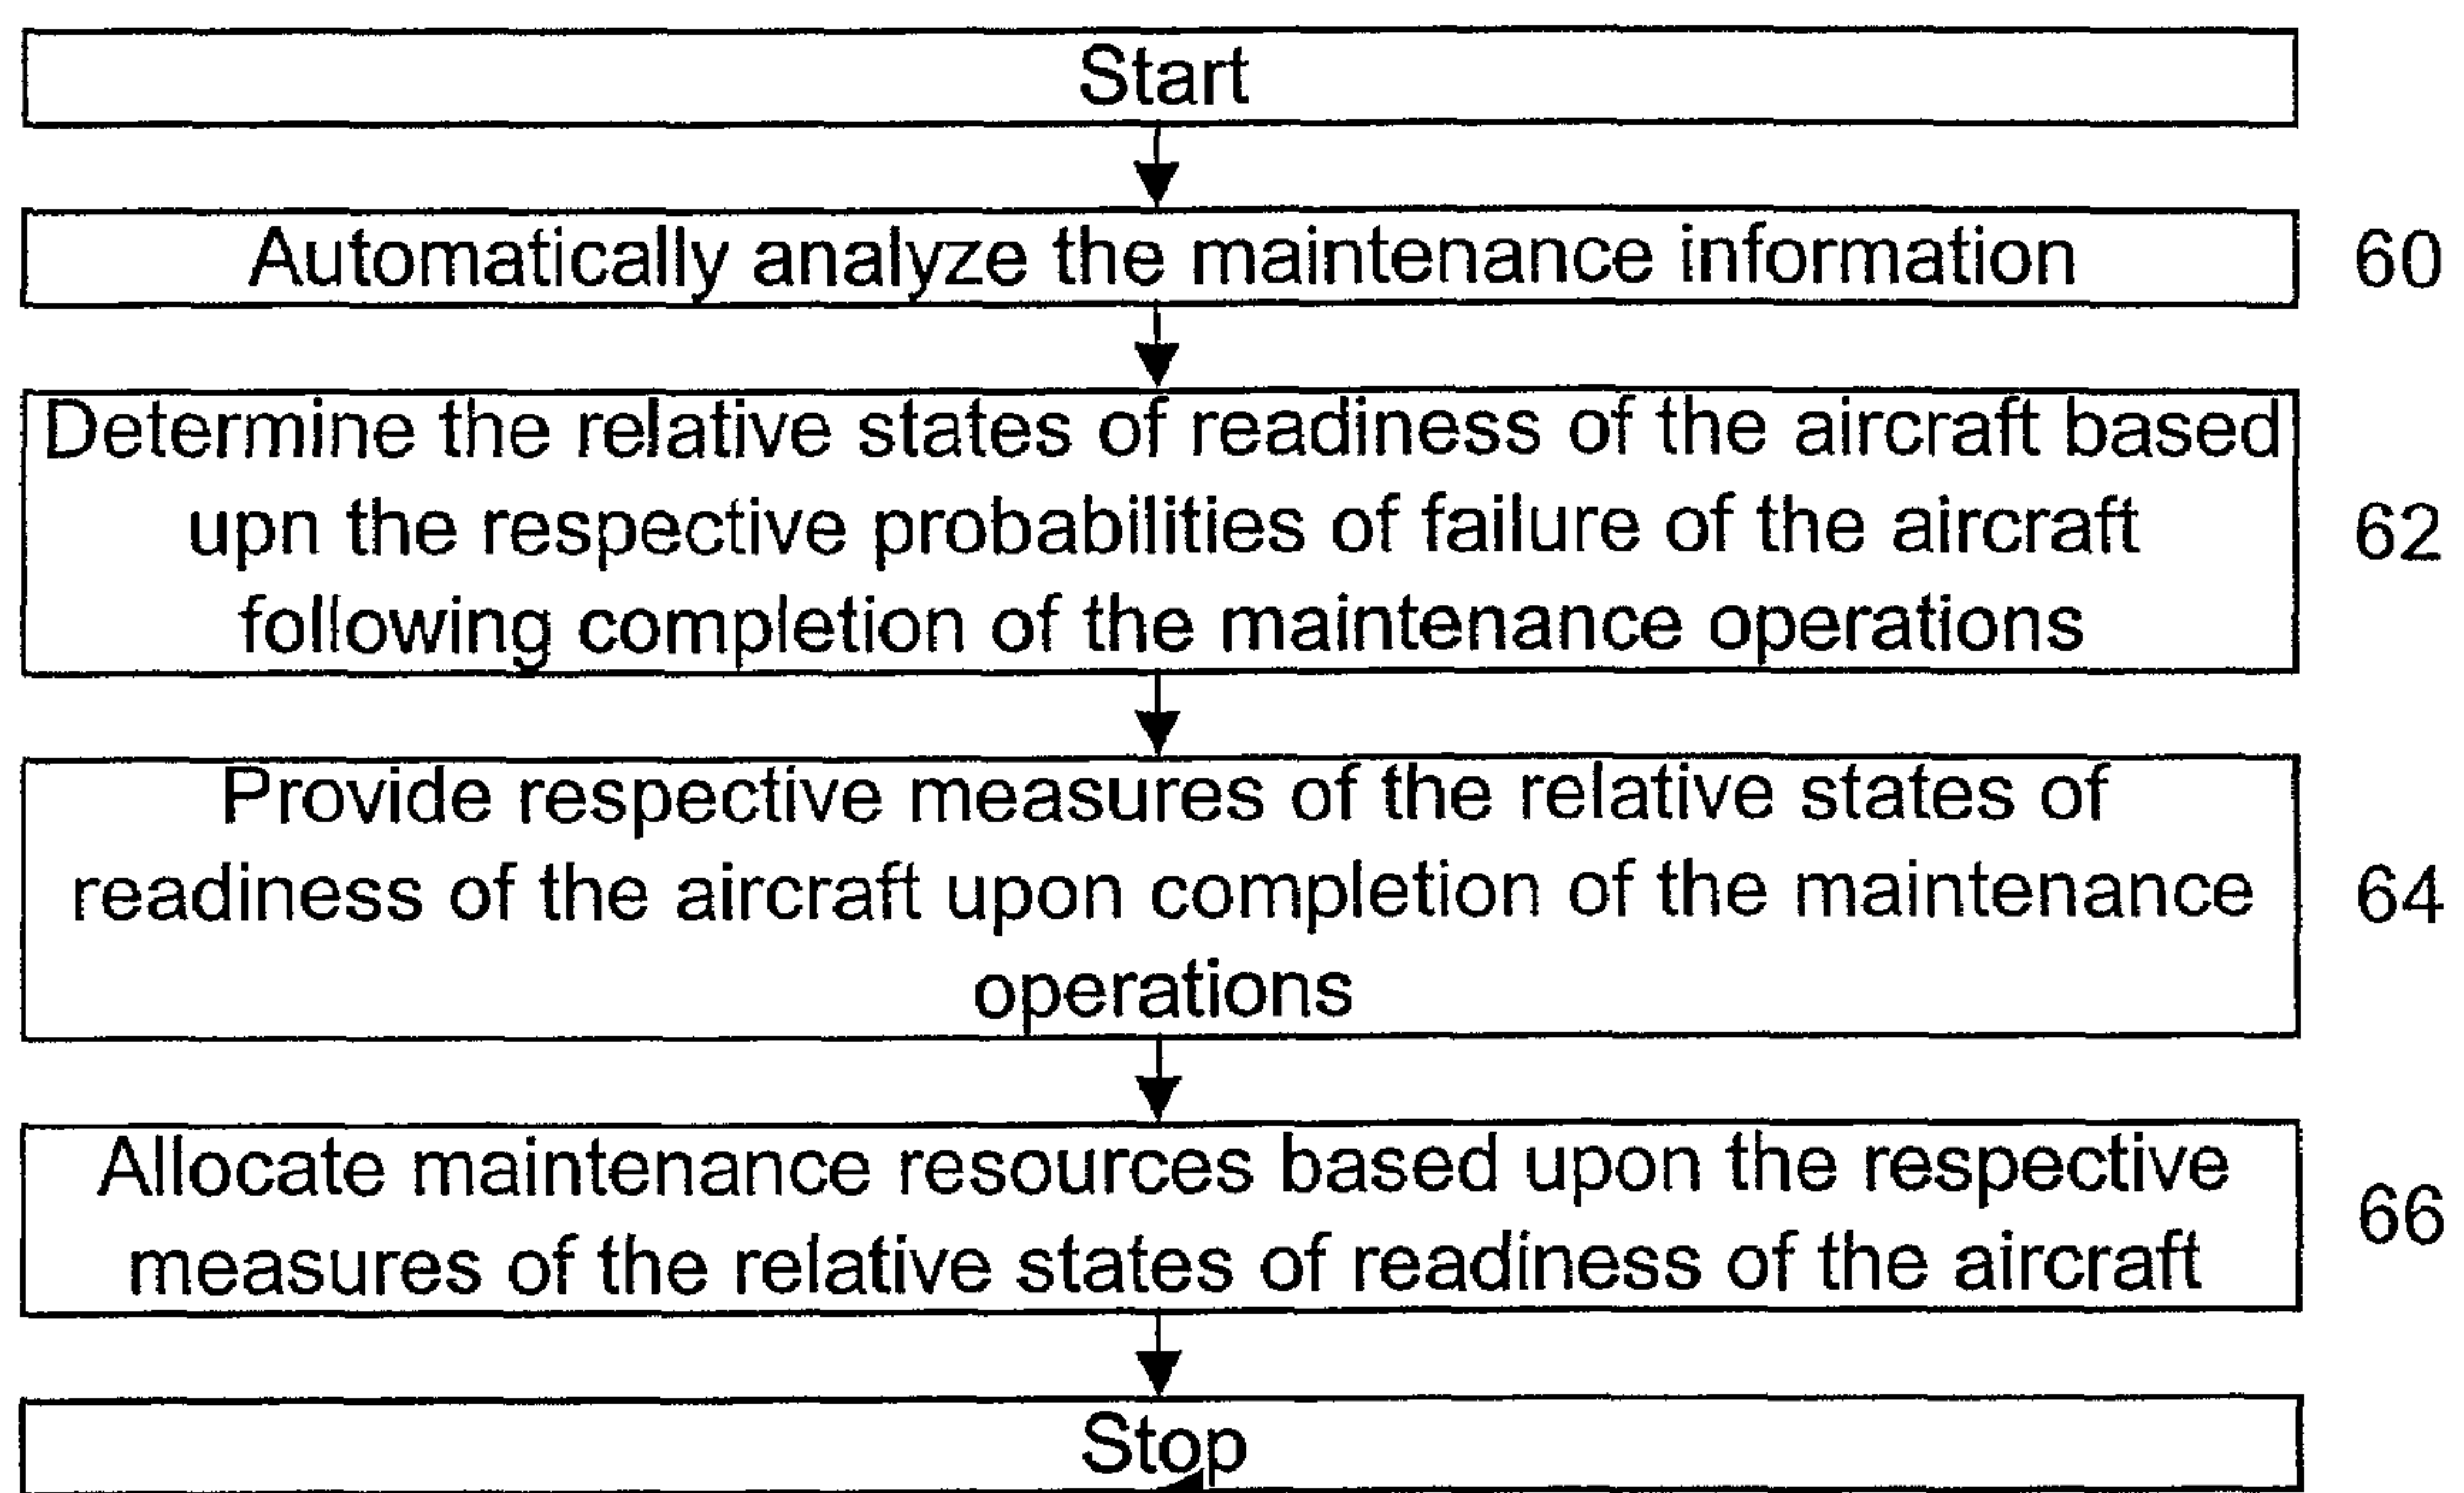 Start
Automatically analyze the maintenance information
60
Determine the relative states of readiness of the aircraft based
upn the respective probabilities of failure of the aircraft
62
following completion of the maintenance operations
Provide respective measures of the relative states of
readiness of the aircraft upon completion of the maintenance
64
operations
Allocate maintenance resources based upon the respective
66
measures of the relative states of readiness of the aircraft
Stop